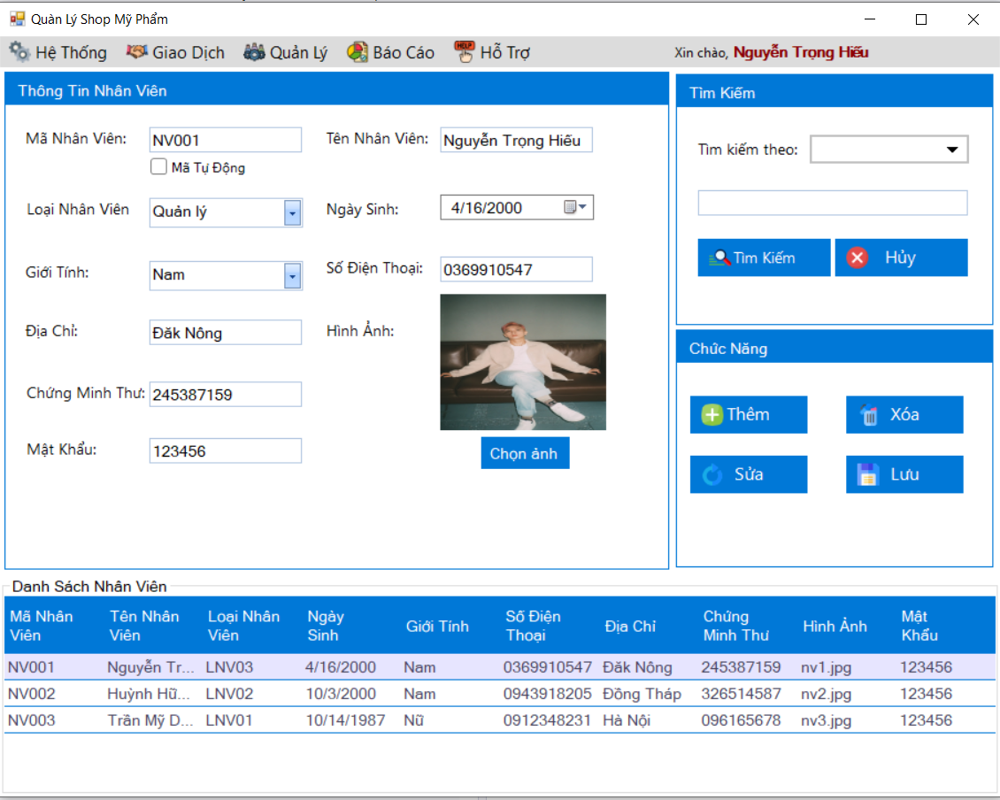 Quản Lý Shop Mỹ Phẩm
Hệ Thống Giao Dịch Quản Lý Báo Cáo HELP Hỗ Trợ Xin chào, Nguyễn Trọng Hiếu
Thông Tin Nhân Viên
Mã Nhân Viên: NV001 Tên Nhân Viên: Nguyễn Trọng Hiếu
Mã Tự Động
Loại Nhân Viên Quản lý Ngày Sinh: 4/16/2000
Giới Tính: Nam Số Điện Thoại: 0369910547
Địa Chỉ: Đăk Nông Hình Ảnh:
Chứng Minh Thư: 245387159
Mật Khẩu: 123456
Chọn ảnh
Tìm Kiếm
Tìm kiếm theo:
Tìm Kiếm Hủy
Chức Năng
Thêm Xóa
Sửa Lưu
Danh Sách Nhân Viên
Mã Nhân Viên Tên Nhân Viên Loại Nhân Viên Ngày Sinh Giới Tính Số Điện Thoại Địa Chỉ Chứng Minh Thư Hình Ảnh Mật Khẩu
NV001 Nguyễn Tr... LNV03 4/16/2000 Nam 0369910547 Đăk Nông 245387159 nv1.jpg 123456
NV002 Huỳnh Hữ... LNV02 10/3/2000 Nam 0943918205 Đồng Tháp 326514587 nv2.jpg 123456
NV003 Trần Mỹ D... LNV01 10/14/1987 Nữ 0912348231 Hà Nội 096165678 nv3.jpg 123456